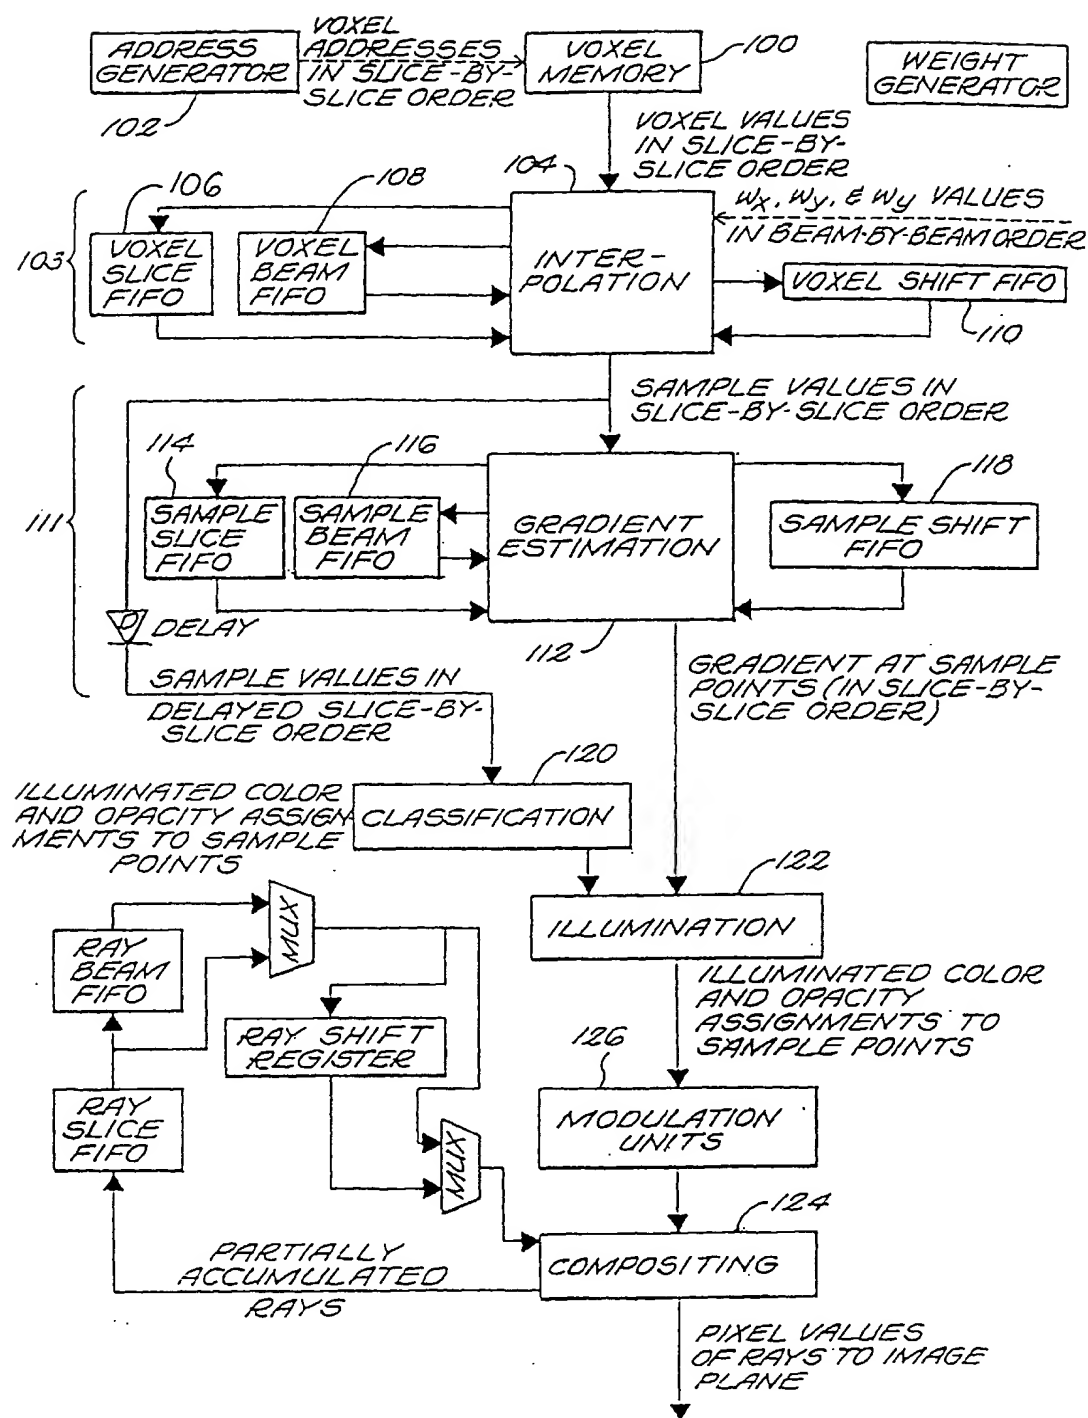 ADDRESS
GENERATOR
102
VOXEL
ADDRESSES
IN SLICE-BY-
SLICE ORDER
VOXEL
MEMORY
100
WEIGHT
GENERATOR
VOXEL VALUES
IN SLICE-BY-
SLICE ORDER
103
106
VOXEL
SLICE
FIFO
108
VOXEL
BEAM
FIFO
104
INTER-
POLATION
wx, wy, & wy VALUES
IN BEAM-BY-BEAM ORDER
VOXEL SHIFT FIFO
110
SAMPLE VALUES IN
SLICE-BY-SLICE ORDER
111
114
SAMPLE
SLICE
FIFO
116
SAMPLE
BEAM
FIFO
GRADIENT
ESTIMATION
112
118
SAMPLE SHIFT
FIFO
D DELAY
SAMPLE VALUES IN
DELAYED SLICE-BY-
SLICE ORDER
GRADIENT AT SAMPLE
POINTS (IN SLICE-BY-
SLICE ORDER)
120
CLASSIFICATION
ILLUMINATED COLOR
AND OPACITY ASSIGN
MENTS TO SAMPLE
POINTS
122
ILLUMINATION
ILLUMINATED COLOR
AND OPACITY
ASSIGNMENTS TO
SAMPLE POINTS
RAY
BEAM
FIFO
MUX
RAY SHIFT
REGISTER
RAY
SLICE
FIFO
MUX
126
MODULATION
UNITS
124
COMPOSITING
PARTIALLY
ACCUMULATED
RAYS
PIXEL VALUES
OF RAYS TO IMAGE
PLANE